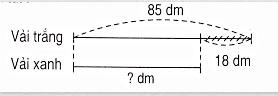 85 dm
Vải trắng
Vải xanh
18 dm
? dm